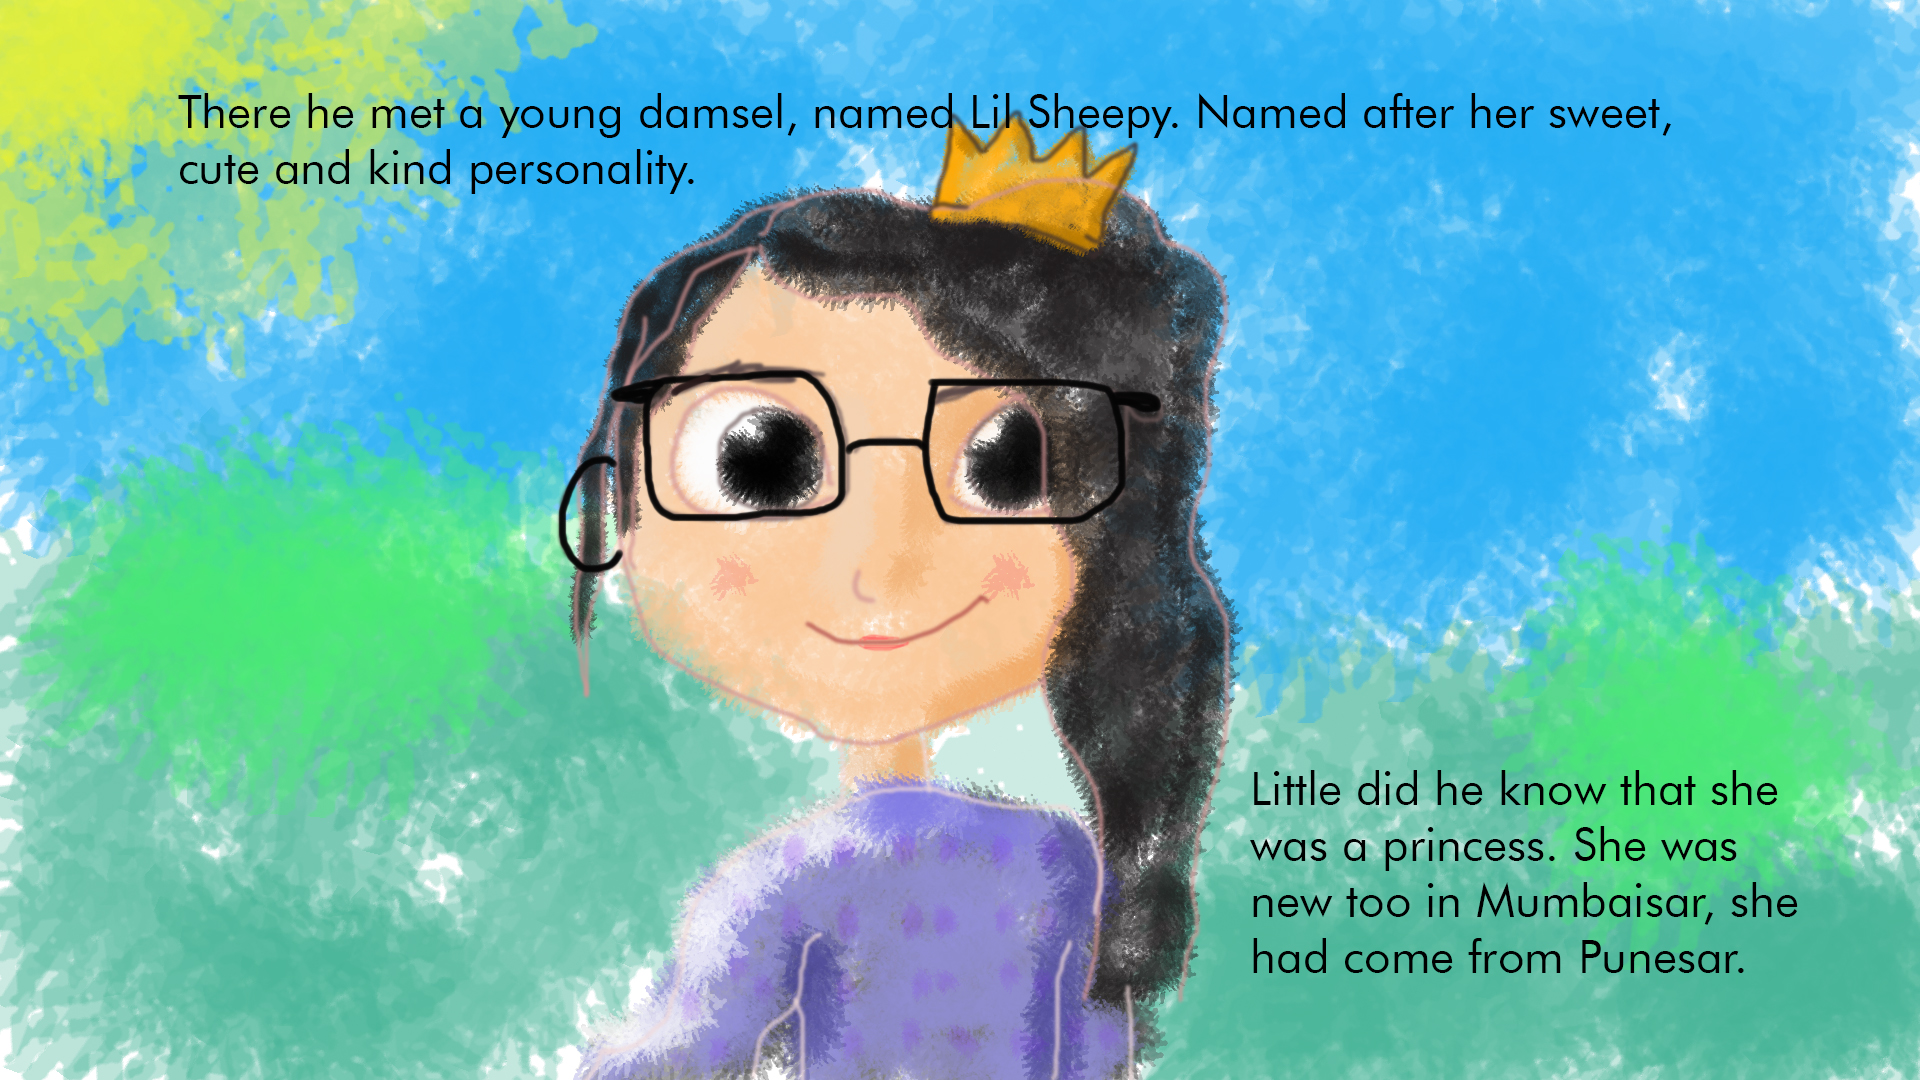 There he met a young damsel, named Lil Sheepy. Named after her sweet,
cute and kind personality.
Little did he know that she
was a princess. She was
new too in Mumbaisar, she
had come from Punesar.